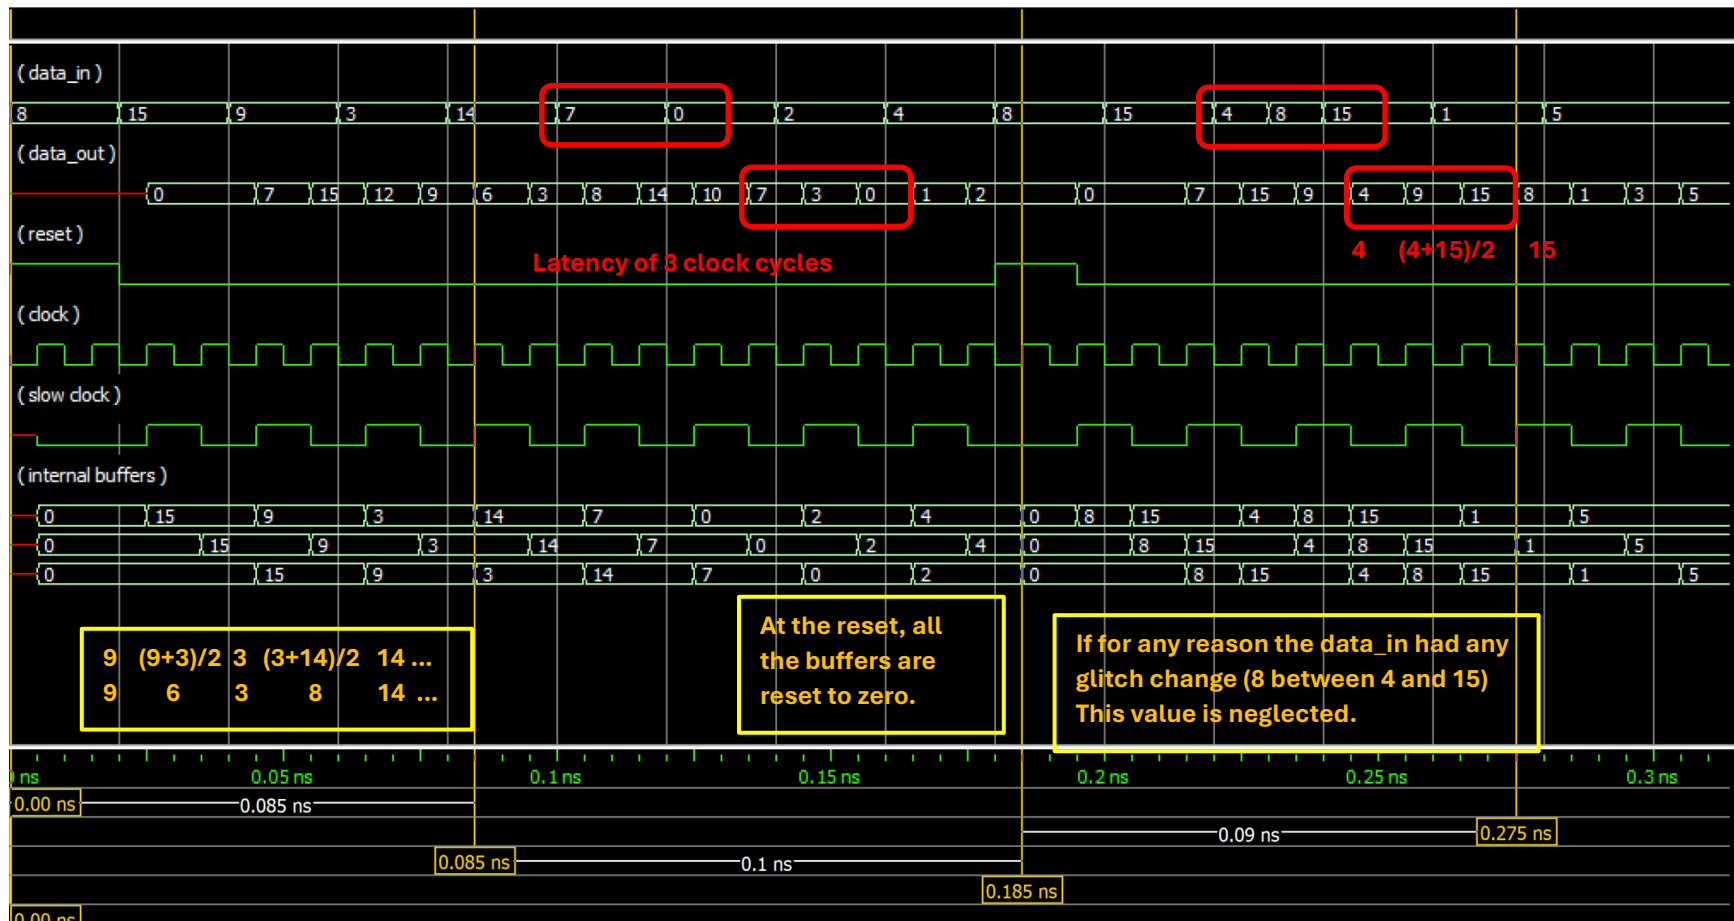 ( data_in )
8 15 9 3 14 7 0 2 4 8 15 4 8 15 1 5
( data_out )
0 7 15 12 9 6 3 8 14 10 7 3 0 1 2 0 7 15 9 4 9 15 8 1 3 5
( reset )
4 (4+15)/2 15
Latency of 3 clock cycles
( clock )
( slow clock )
( internal buffers )
0 15 9 3 14 7 0 2 4 0 8 15 4 8 15 1 5
0 15 9 3 14 7 0 2 4 0 8 15 4 8 15 1 5
0 15 9 3 14 7 0 2 0 8 15 4 8 15 1 5
9 (9+3)/2 3 (3+14)/2 14 ...
9 6 3 8 14 ...
At the reset, all
the buffers are
reset to zero.
If for any reason the data_in had any
glitch change (8 between 4 and 15)
This value is neglected.
ns 0.05 ns 0.1 ns 0.15 ns 0.2 ns 0.25 ns 0.3 ns
0.00 ns 0.085 ns
0.09 ns 0.275 ns
0.085 ns 0.1 ns
0.185 ns
0.00 ns